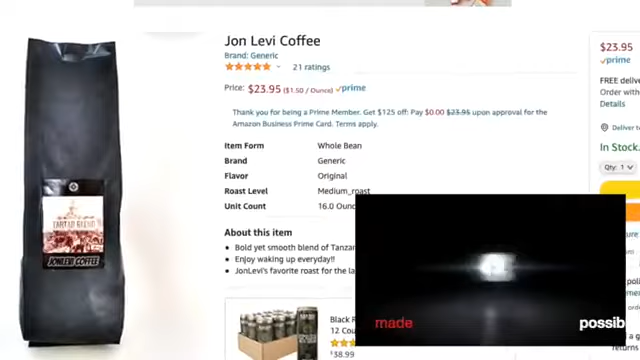 Jon Levi Coffee
Brand: Generic
21 ratings
Price: $23.95 ($1.50 / Ounce) prime
Thank you for being a Prime Member. Get $125 off: Pay $0.00 $23.95 upon approval for the
Amazon Business Prime Card. Terms apply.
Item Form Whole Bean
Brand Generic
Flavor Original
Roast Level Medium_roast
Unit Count 16.0 Ounc
About this item
Bold yet smooth blend of Tanzan
Enjoy waking up everyday!!
JonLevi's favorite roast for the la
Black R
12 Cou
$38.99
TARTAR BLEND
JONLEVI COFFEE
made possib
$23.95
prime
FREE deliver
Order with
Details
Deliver t
In Stock.
Qty: 1
returns